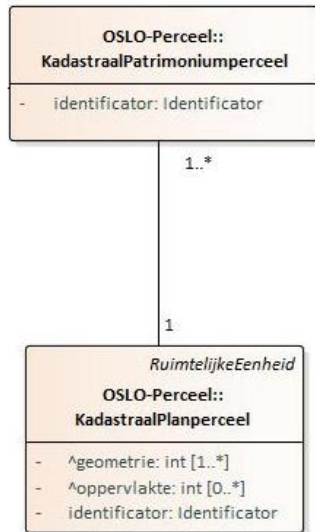 OSLO-Perceel::
KadastraalPatrimoniumperceel
- identificator: Identificator
1..*
1
RuimtelijkeEenheid
OSLO-Perceel::
KadastraalPlanperceel
- ^geometrie: int [1..*]
- ^oppervlakte: int [0..*]
- identificator: Identificator